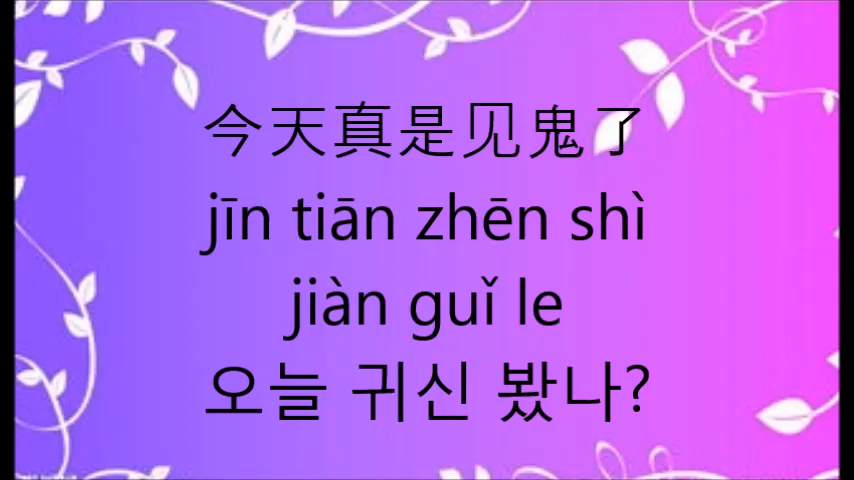 今天真是见鬼了
jīn tiān zhēn shì
jiàn guǐ le
오늘 귀신 봤나?